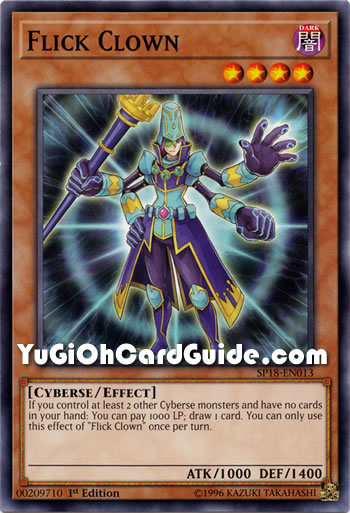 Flick Clown
DARK
闇
YuGiOhCardGuide.com
SP18-EN013
[Cyberse/Effect]
If you control at least 2 other Cyberse monsters and have no cards
in your hand: You can pay 1000 LP; draw 1 card. You can only use
this effect of "Flick Clown" once per turn.
ATK/1000 DEF/1400
00209710 1st Edition ©1996 KAZUKI TAKAHASHI